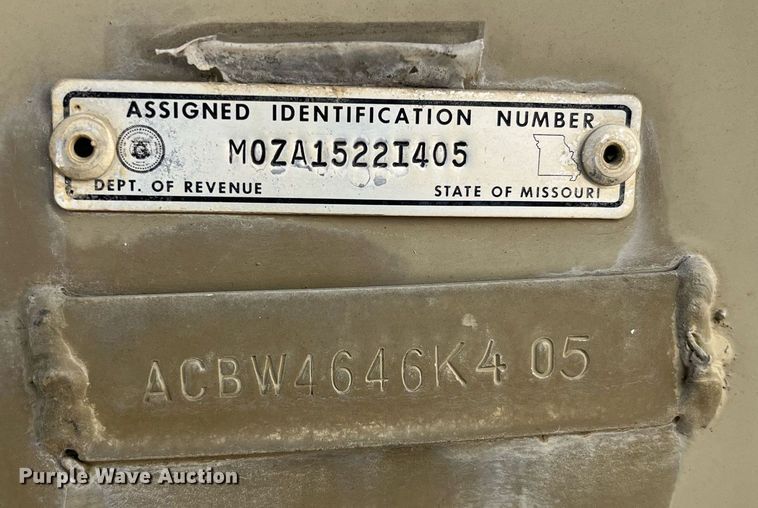 ASSIGNED IDENTIFICATION NUMBER
MOZA1522I405
DEPT. OF REVENUE STATE OF MISSOURI
ACBW4646K4 05
Purple Wave Auction